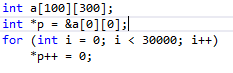 int a[100][300];
int *p = &a[0][0];
for (int i = 0; i < 30000; i++)
    *p++ = 0;